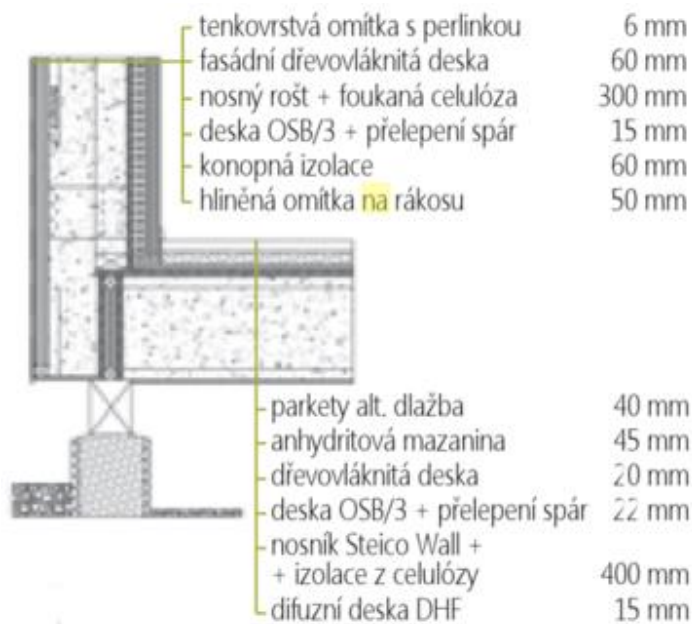 tenkovrstvá omítka s perlinkou 6 mm
fasádní dřevovláknitá deska 60 mm
nosný rošt + foukaná celulóza 300 mm
deska OSB/3 + přelepení spár 15 mm
konopná izolace 60 mm
hliněná omítka na rákosu 50 mm
parkety alt. dlažba 40 mm
anhydritová mazanina 45 mm
dřevovláknitá deska 20 mm
deska OSB/3 + přelepení spár 22 mm
nosník Steico Wall +
+ izolace z celulózy 400 mm
difuzní deska DHF 15 mm